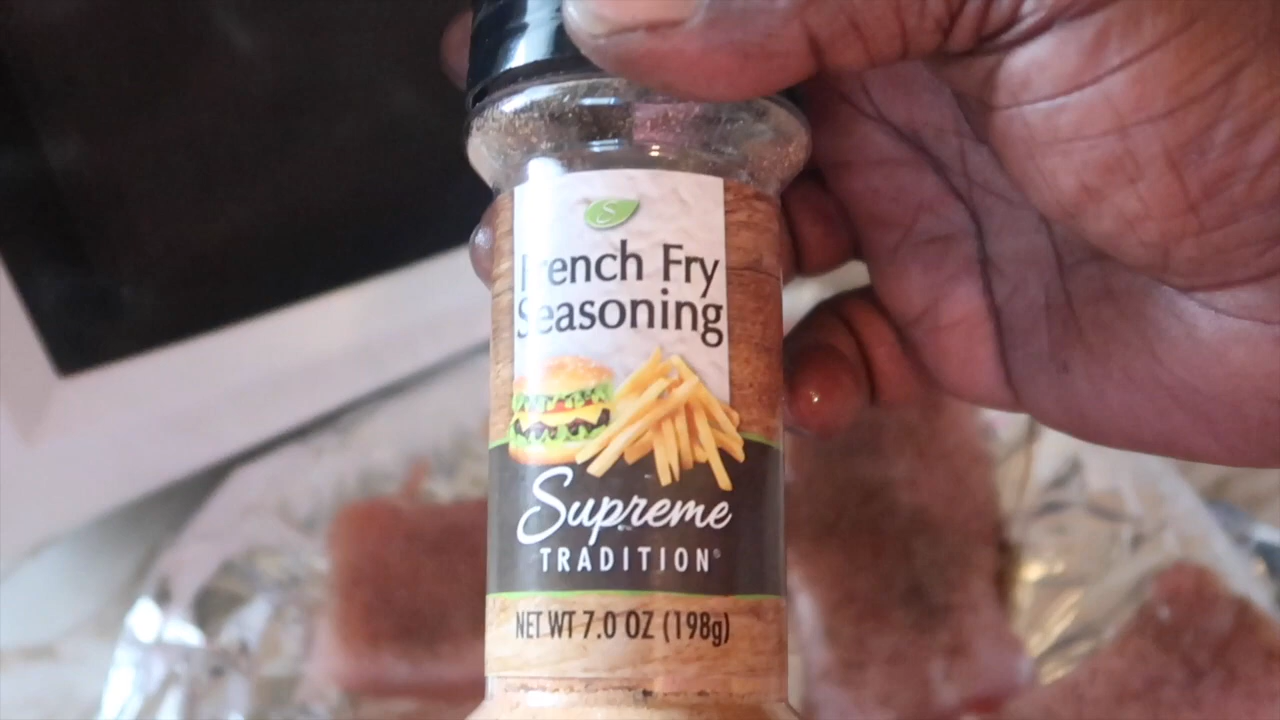 S
French Fry
Seasoning
Supreme
TRADITION®
NET WT 7.0 OZ (198g)